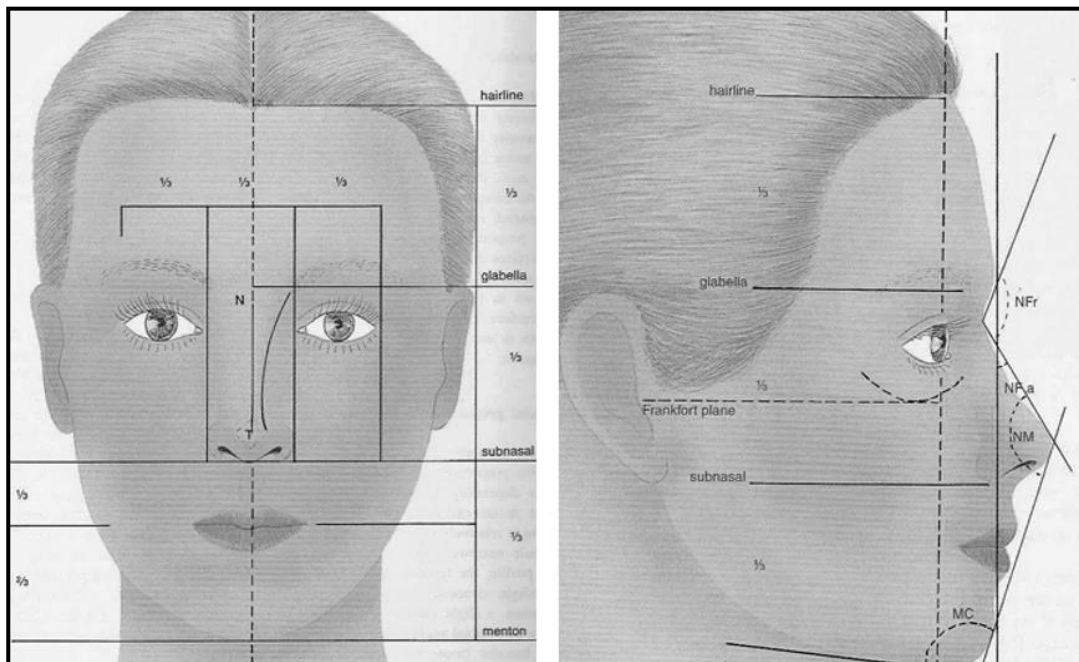 hairline
⅓ ⅓ ⅓
⅓
glabella
N
⅓
T
subnasal
⅓
⅓
⅔
menton
hairline
⅓
glabella
NFr
⅓
NFa
Frankfort plane
NM
subnasal
⅓
MC